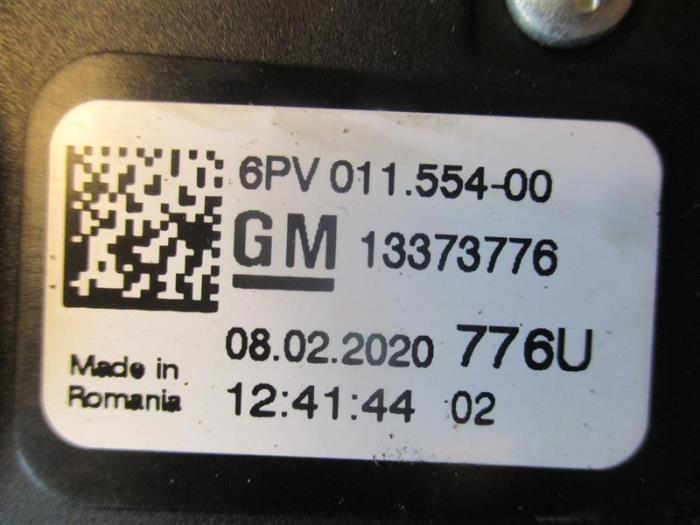 6PV 011.554-00
GM 13373776
08.02.2020 776U
Made in
Romania
12:41:44 02